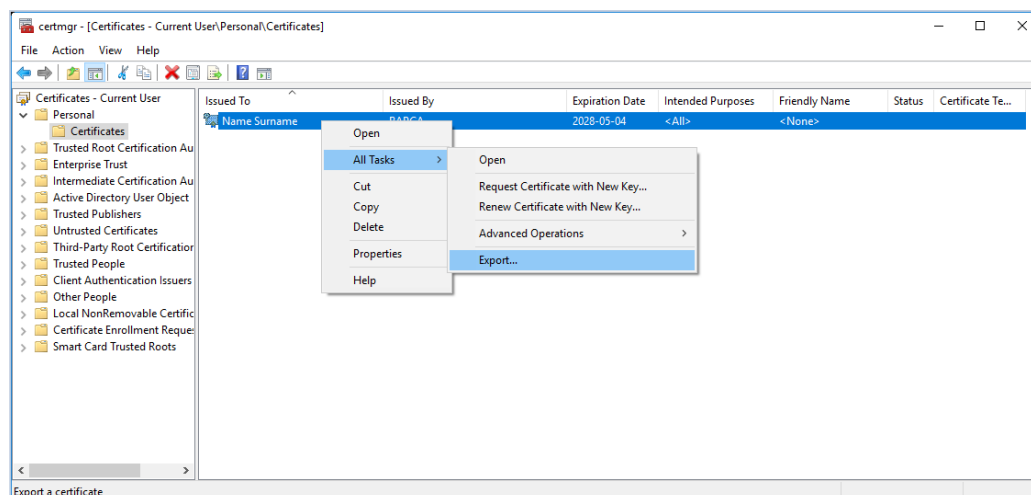 certmgr - [Certificates - Current User\Personal\Certificates]
File Action View Help
Certificates - Current User
Personal
Certificates
Trusted Root Certification Au
Enterprise Trust
Intermediate Certification Au
Active Directory User Object
Trusted Publishers
Untrusted Certificates
Third-Party Root Certification
Trusted People
Client Authentication Issuers
Other People
Local NonRemovable Certific
Certificate Enrollment Reques
Smart Card Trusted Roots
Issued To Issued By Expiration Date Intended Purposes Friendly Name Status Certificate Te...
Name Surname 2028-05-04 <All> <None>
Open
All Tasks >
Cut
Copy
Delete
Properties
Help
Open
Request Certificate with New Key...
Renew Certificate with New Key...
Advanced Operations >
Export...
Export a certificate